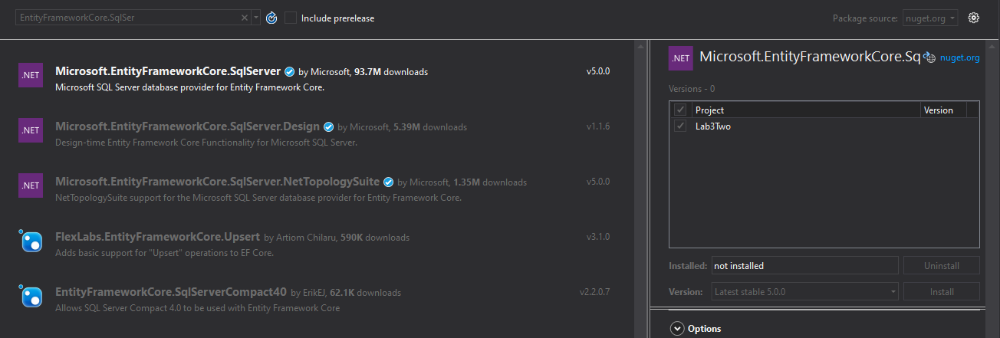 EntityFrameworkCore.SqlSer
Include prerelease
Package source: nuget.org
.NET Microsoft.EntityFrameworkCore.SqlServer by Microsoft, 93.7M downloads v5.0.0
Microsoft SQL Server database provider for Entity Framework Core.
.NET Microsoft.EntityFrameworkCore.SqlServer.Design by Microsoft, 5.39M downloads v1.1.6
Design-time Entity Framework Core Functionality for Microsoft SQL Server.
.NET Microsoft.EntityFrameworkCore.SqlServer.NetTopologySuite by Microsoft, 1.35M downloads v5.0.0
NetTopologySuite support for the Microsoft SQL Server database provider for Entity Framework Core.
FlexLabs.EntityFrameworkCore.Upsert by Artiom Chilaru, 590K downloads v3.1.0
Adds basic support for "Upsert" operations to EF Core.
EntityFrameworkCore.SqlServerCompact40 by ErikEJ, 62.1K downloads v2.2.0.7
Allows SQL Server Compact 4.0 to be used with Entity Framework Core
.NET Microsoft.EntityFrameworkCore.Sq nuget.org
Versions - 0
Project Version
Lab3Two
Installed: not installed Uninstall
Version: Latest stable 5.0.0 Install
Options